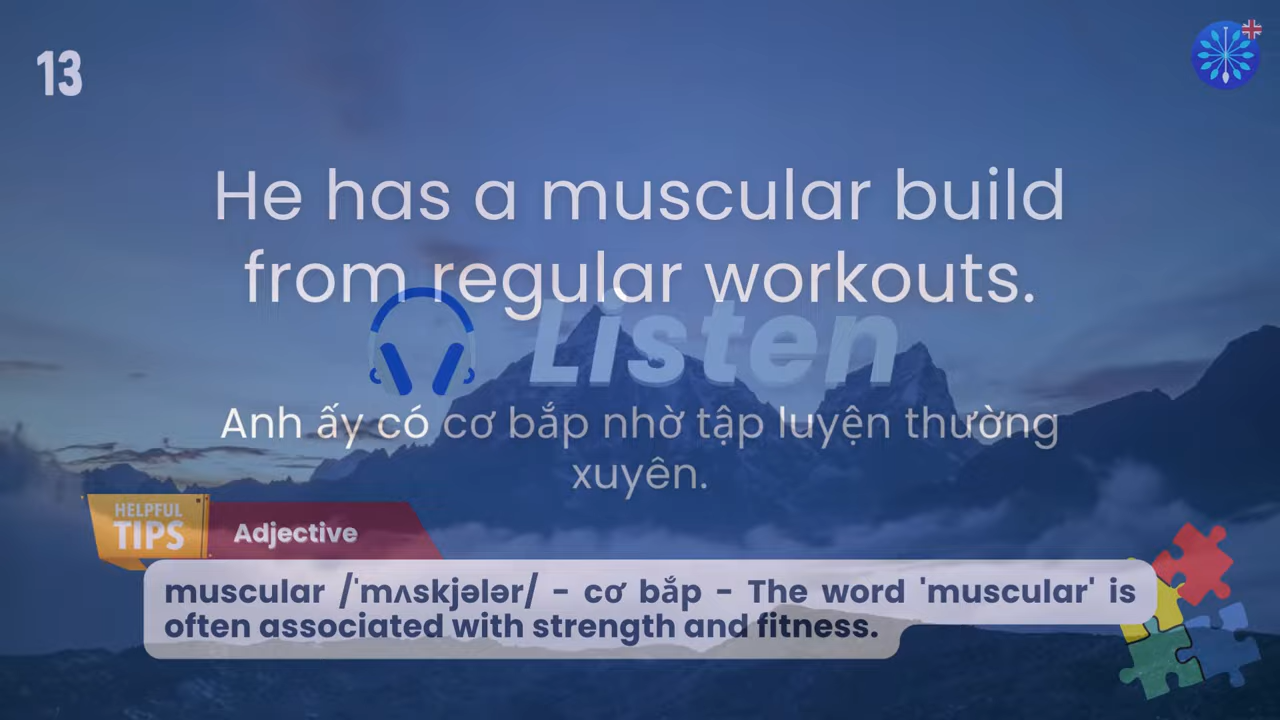 13
He has a muscular build
from regular workouts.
Listen
Anh ấy có cơ bắp nhờ tập luyện thường
xuyên.
HELPFUL
TIPS
Adjective
muscular /ˈmʌskjələr/ - cơ bắp - The word 'muscular' is
often associated with strength and fitness.